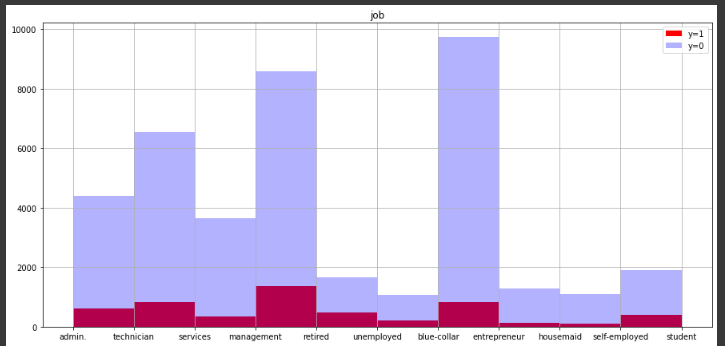 job
y=1
y=0
10000
8000
6000
4000
2000
0
admin. technician services management retired unemployed blue-collar entrepreneur housemaid self-employed student